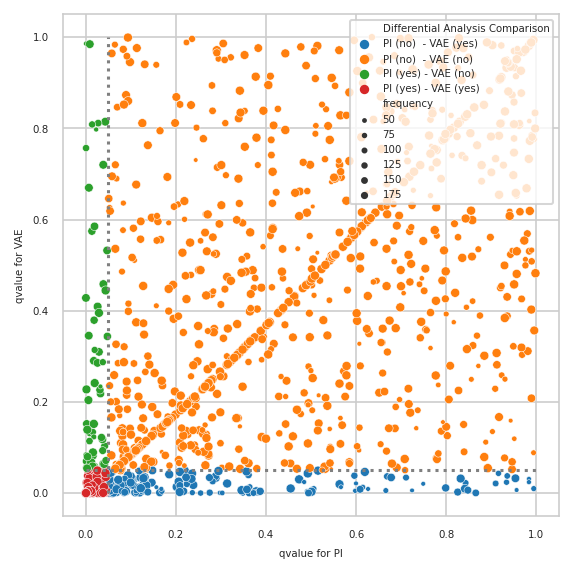 Differential Analysis Comparison
PI (no)  - VAE (yes)
PI (no)  - VAE (no)
PI (yes) - VAE (no)
PI (yes) - VAE (yes)
frequency
50
75
100
125
150
175
1.0
0.8
0.6
0.4
0.2
0.0
qvalue for VAE
0.0 0.2 0.4 0.6 0.8 1.0
qvalue for PI